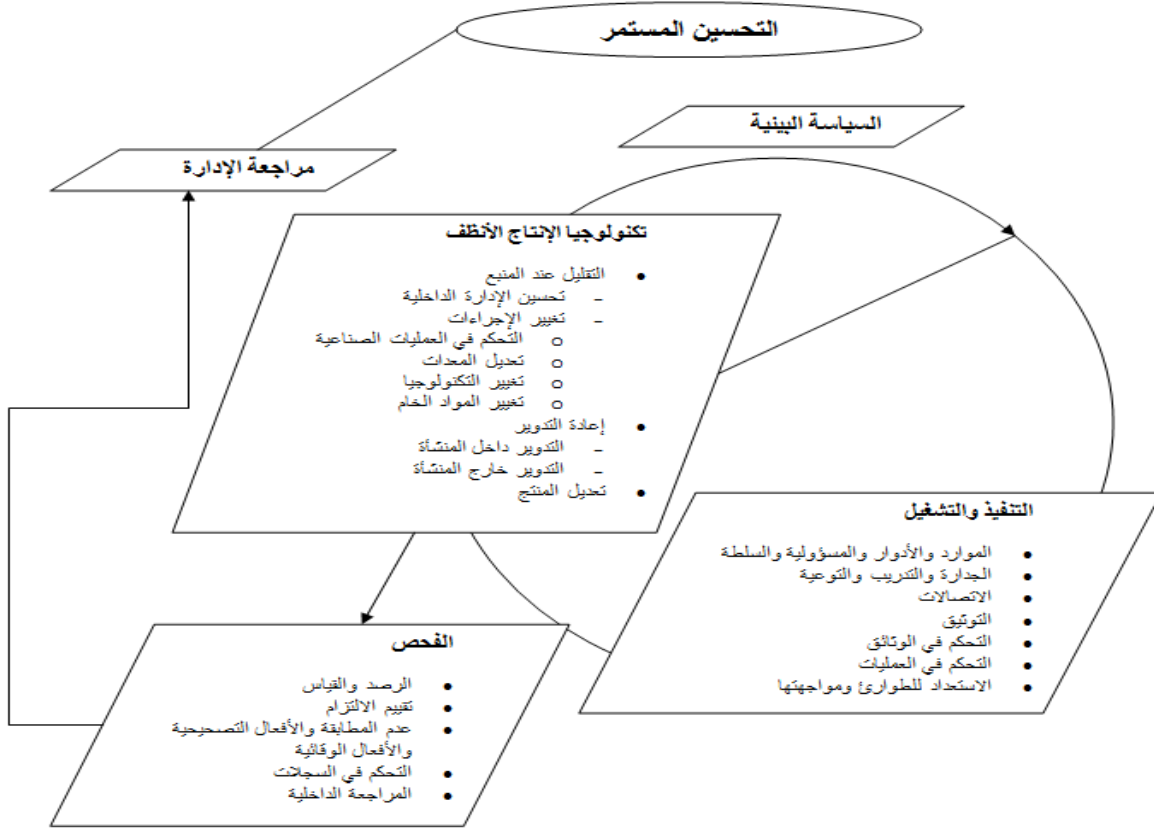 التحسين المستمر
السياسة البيئية
مراجعة الإدارة
تكنولوجيا الإنتاج الأنظف
• التقليل عند المنبع
- تحسين الإدارة الداخلية
- تغيير الإجراءات
o التحكم في العمليات الصناعية
o تعديل المعدات
o تغيير التكنولوجيا
o تغيير المواد الخام
• إعادة التدوير
- التدوير داخل المنشأة
- التدوير خارج المنشأة
• تعديل المنتج
التنفيذ والتشغيل
• الموارد والأدوار والمسؤولية والسلطة
• الجدارة والتدريب والتوعية
• الاتصالات
• التوثيق
• التحكم في الوثائق
• التحكم في العمليات
• الاستعداد للطوارئ ومواجهتها
الفحص
• الرصد والقياس
• تقييم الالتزام
• عدم المطابقة والأفعال التصحيحية
والأفعال الوقائية
• التحكم في السجلات
• المراجعة الداخلية